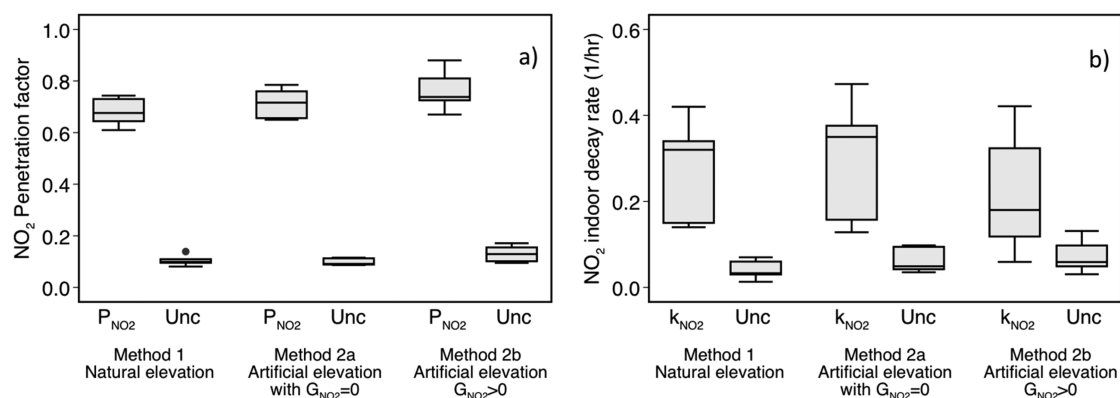 a)
NO2 Penetration factor
1.0
0.8
0.6
0.4
0.2
0.0
PNO2 Unc PNO2 Unc PNO2 Unc
Method 1 Method 2a Method 2b
Natural elevation Artificial elevation Artificial elevation
with GNO2=0 GNO2>0
b)
NO2 indoor decay rate (1/hr)
0.6
0.4
0.2
0.0
kNO2 Unc kNO2 Unc kNO2 Unc
Method 1 Method 2a Method 2b
Natural elevation Artificial elevation Artificial elevation
with GNO2=0 GNO2>0